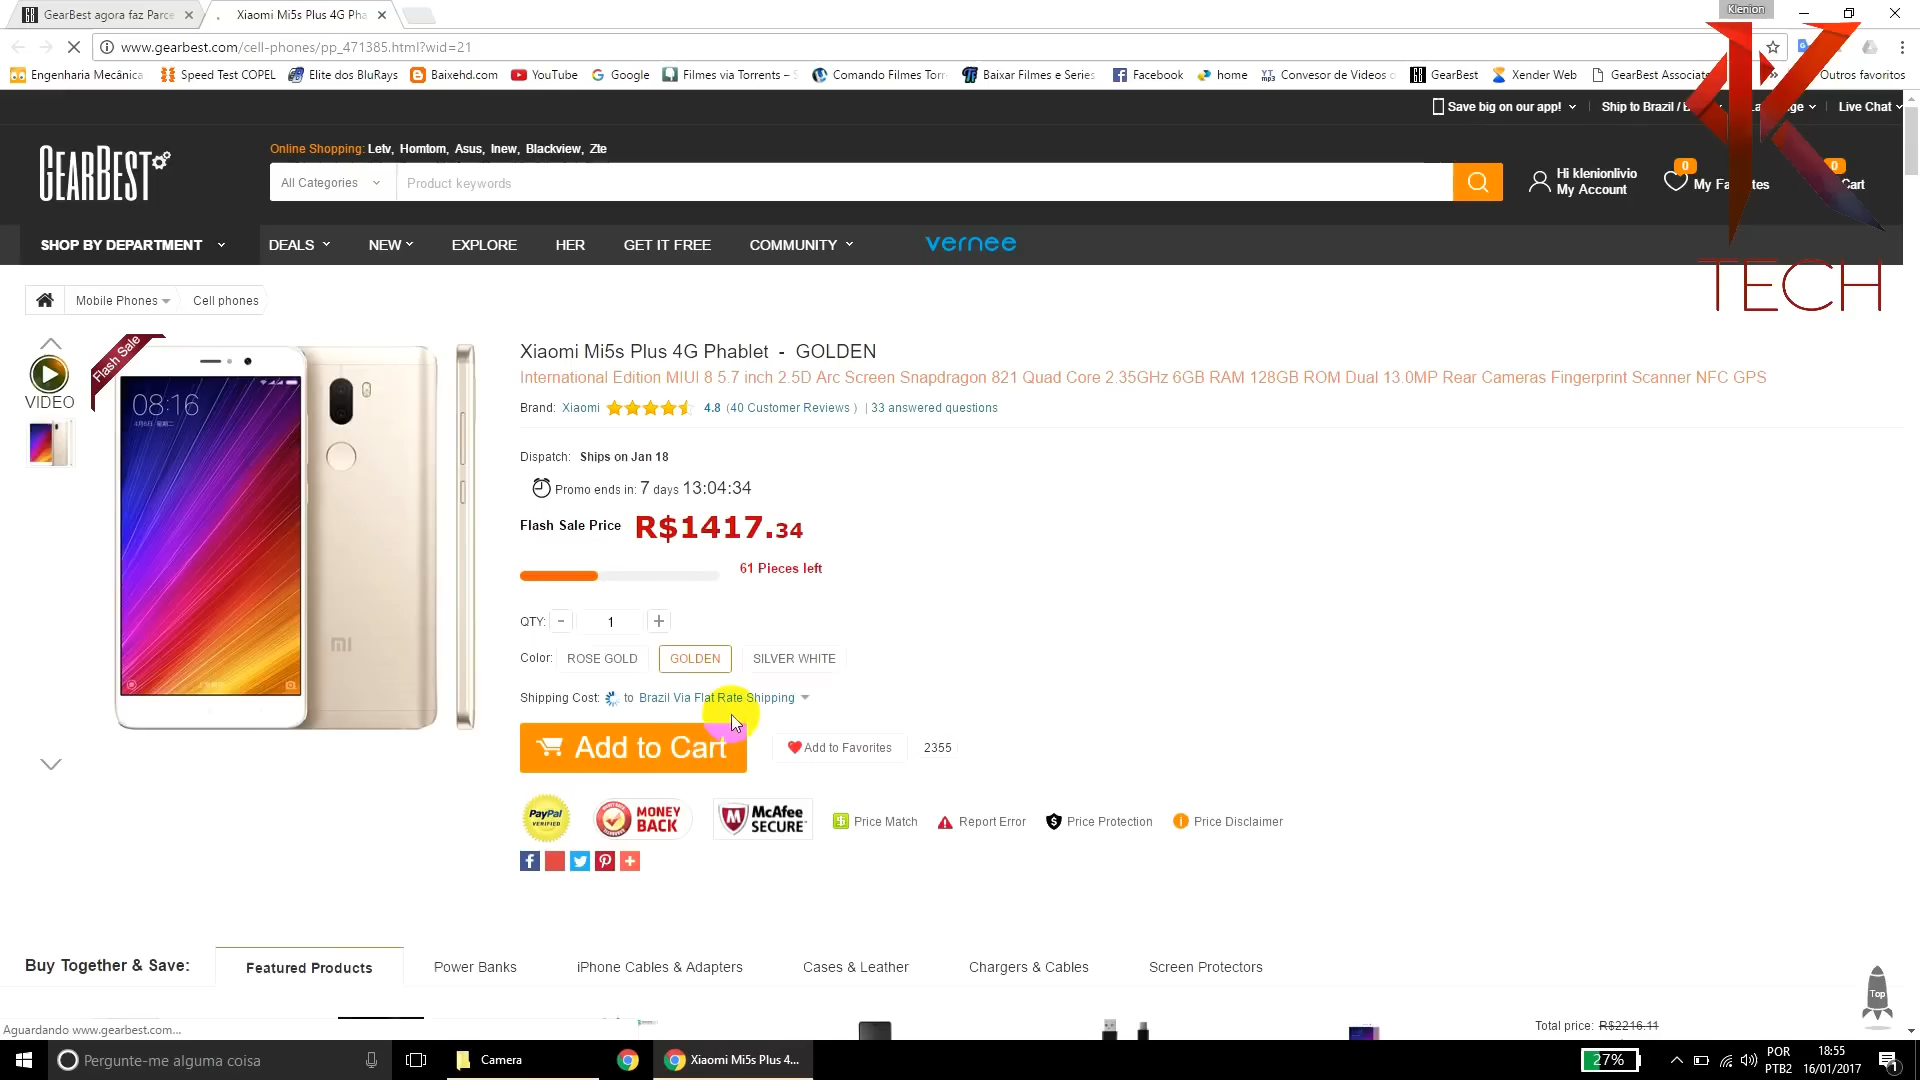 GearBest agora faz Parce
Xiaomi Mi5s Plus 4G Pha
Klenion
www.gearbest.com/cell-phones/pp_471385.html?wid=21
Engenharia Mecânica
Speed Test COPEL
Elite dos BluRays
Baixehd.com
YouTube
Google
Filmes via Torrents – S
Comando Filmes Torr
Baixar Filmes e Series
Facebook
home
Convesor de Videos
GearBest
Xender Web
GearBest Associate
Outros favoritos
Save big on our app!
Ship to Brazil /
Live Chat
GEARBEST
Online Shopping: Letv, Homtom, Asus, Inew, Blackview, Zte
All Categories
Product keywords
Hi klenionlivio
My Account
0
My Fa tes
0
Cart
SHOP BY DEPARTMENT
DEALS
NEW
EXPLORE
HER
GET IT FREE
COMMUNITY
vernee
TECH
Mobile Phones
Cell phones
VIDEO
Flash Sale
08:16
Xiaomi Mi5s Plus 4G Phablet - GOLDEN
International Edition MIUI 8 5.7 inch 2.5D Arc Screen Snapdragon 821 Quad Core 2.35GHz 6GB RAM 128GB ROM Dual 13.0MP Rear Cameras Fingerprint Scanner NFC GPS
Brand: Xiaomi 4.8 (40 Customer Reviews ) | 33 answered questions
Dispatch: Ships on Jan 18
Promo ends in: 7 days 13:04:34
Flash Sale Price R$1417.34
61 Pieces left
QTY: - 1 +
Color: ROSE GOLD GOLDEN SILVER WHITE
Shipping Cost: to Brazil Via Flat Rate Shipping
Add to Cart
Add to Favorites
2355
PayPal VERIFIED
MONEY BACK
McAfee SECURE
Price Match
Report Error
Price Protection
Price Disclaimer
Buy Together & Save:
Featured Products
Power Banks
iPhone Cables & Adapters
Cases & Leather
Chargers & Cables
Screen Protectors
Top
Total price: R$2216.11
Aguardando www.gearbest.com...
Pergunte-me alguma coisa
Camera
Xiaomi Mi5s Plus 4...
27%
POR
PTB2
18:55
16/01/2017
1